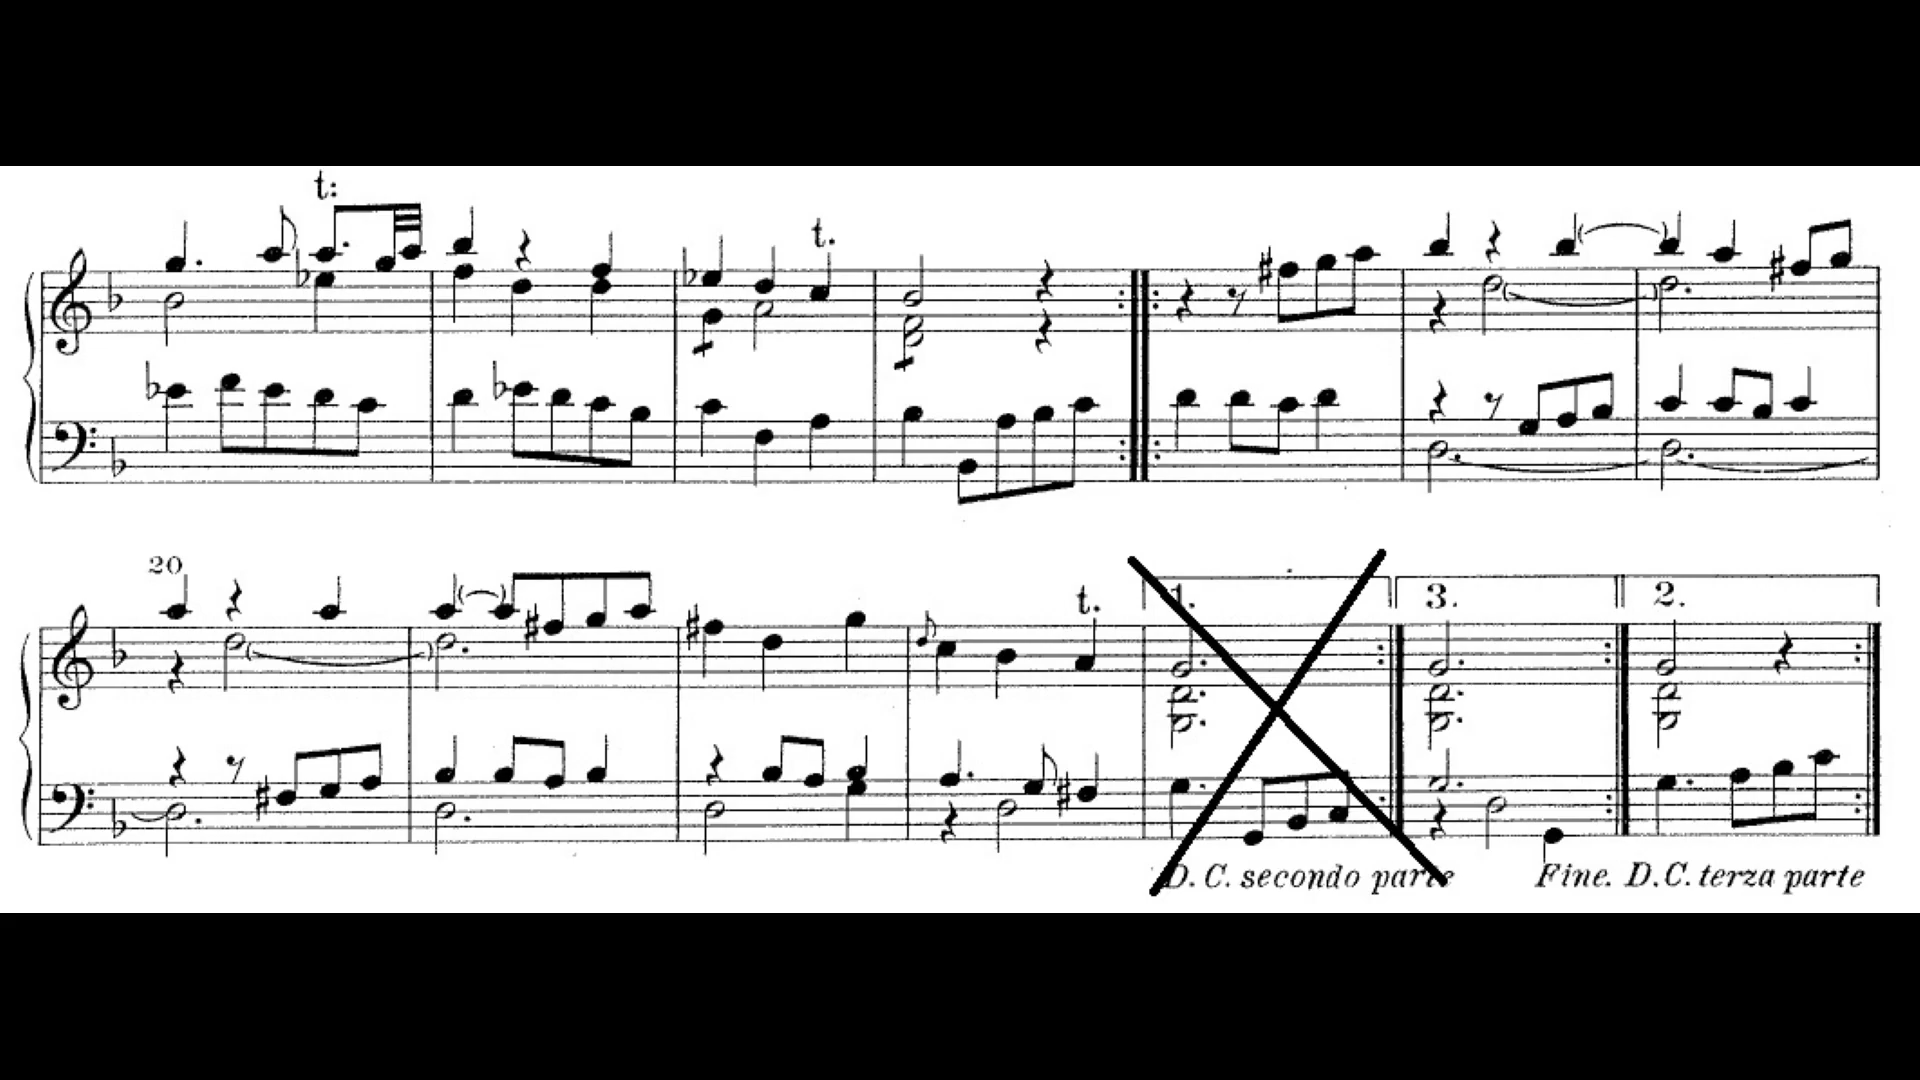 t:
t.
20
t.
1. 3. 2.
D. C. secondo parte Fine. D. C. terza parte